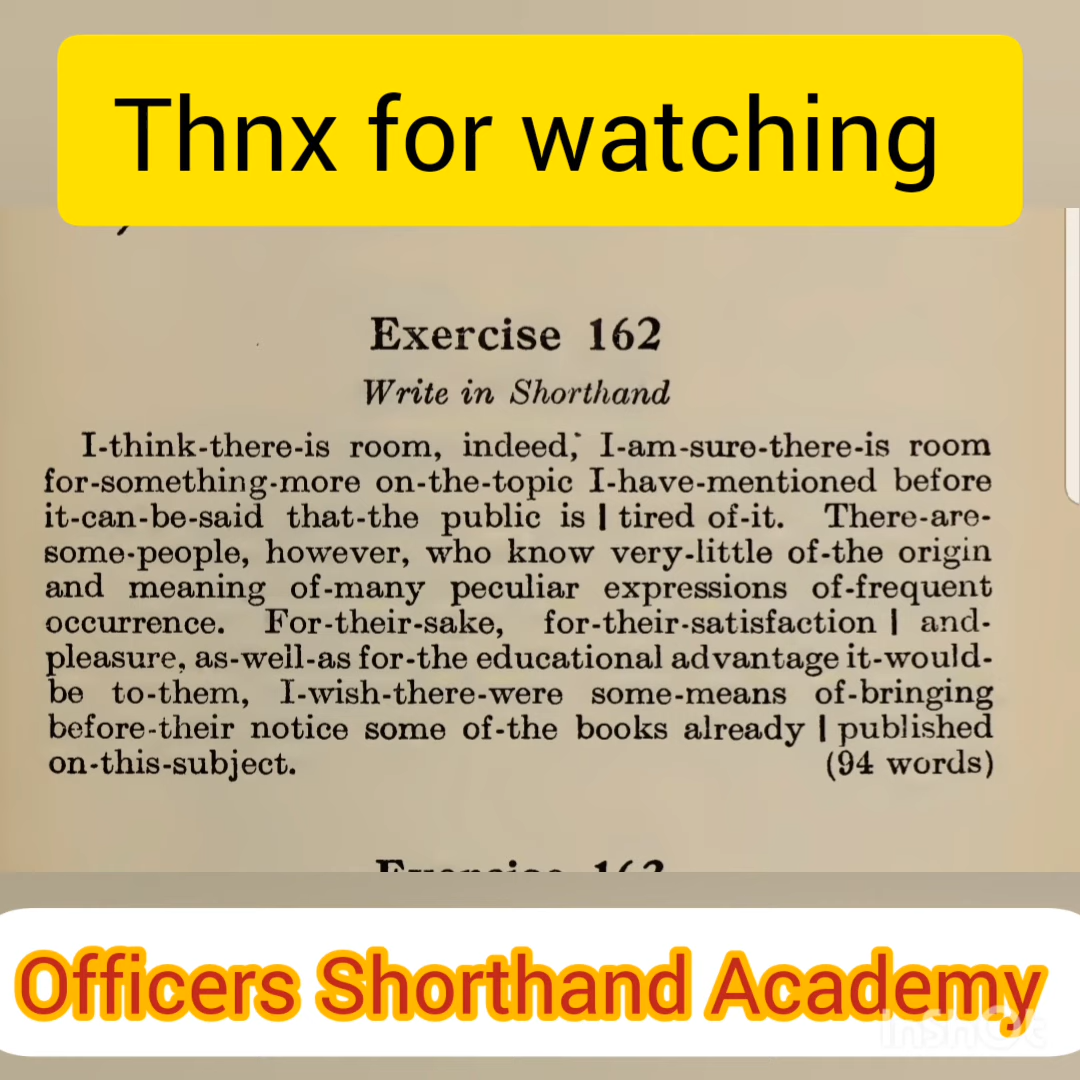 Thnx for watching
Exercise 162
Write in Shorthand
I-think-there-is room, indeed, I-am-sure-there-is room
for-something-more on-the-topic I-have-mentioned before
it-can-be-said that-the public is | tired of-it. There-are-
some-people, however, who know very-little of-the origin
and meaning of-many peculiar expressions of-frequent
occurrence. For-their-sake, for-their-satisfaction | and-
pleasure, as-well-as for-the educational advantage it-would-
be to-them, I-wish-there-were some-means of-bringing
before-their notice some of-the books already | published
on-this-subject. (94 words)
Exercise 163
Officers Shorthand Academy
InShOt